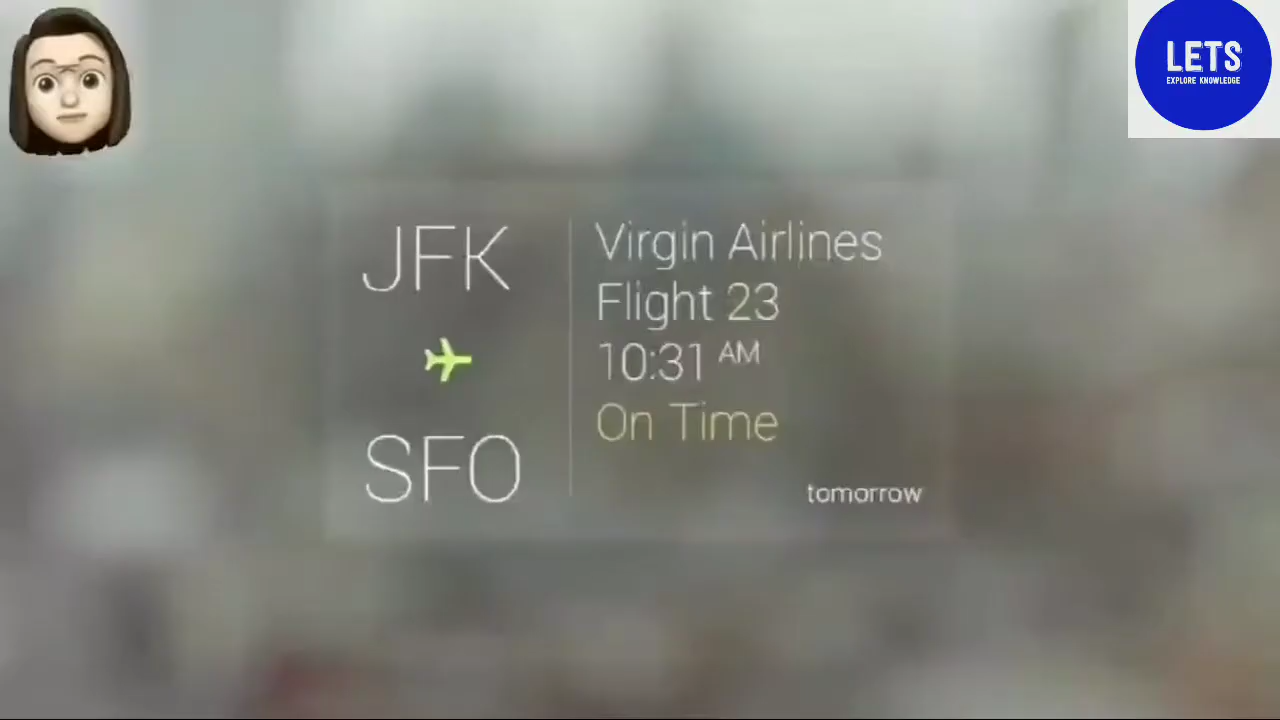 LETS
EXPLORE KNOWLEDGE
JFK
SFO
Virgin Airlines
Flight 23
10:31 AM
On Time
tomorrow